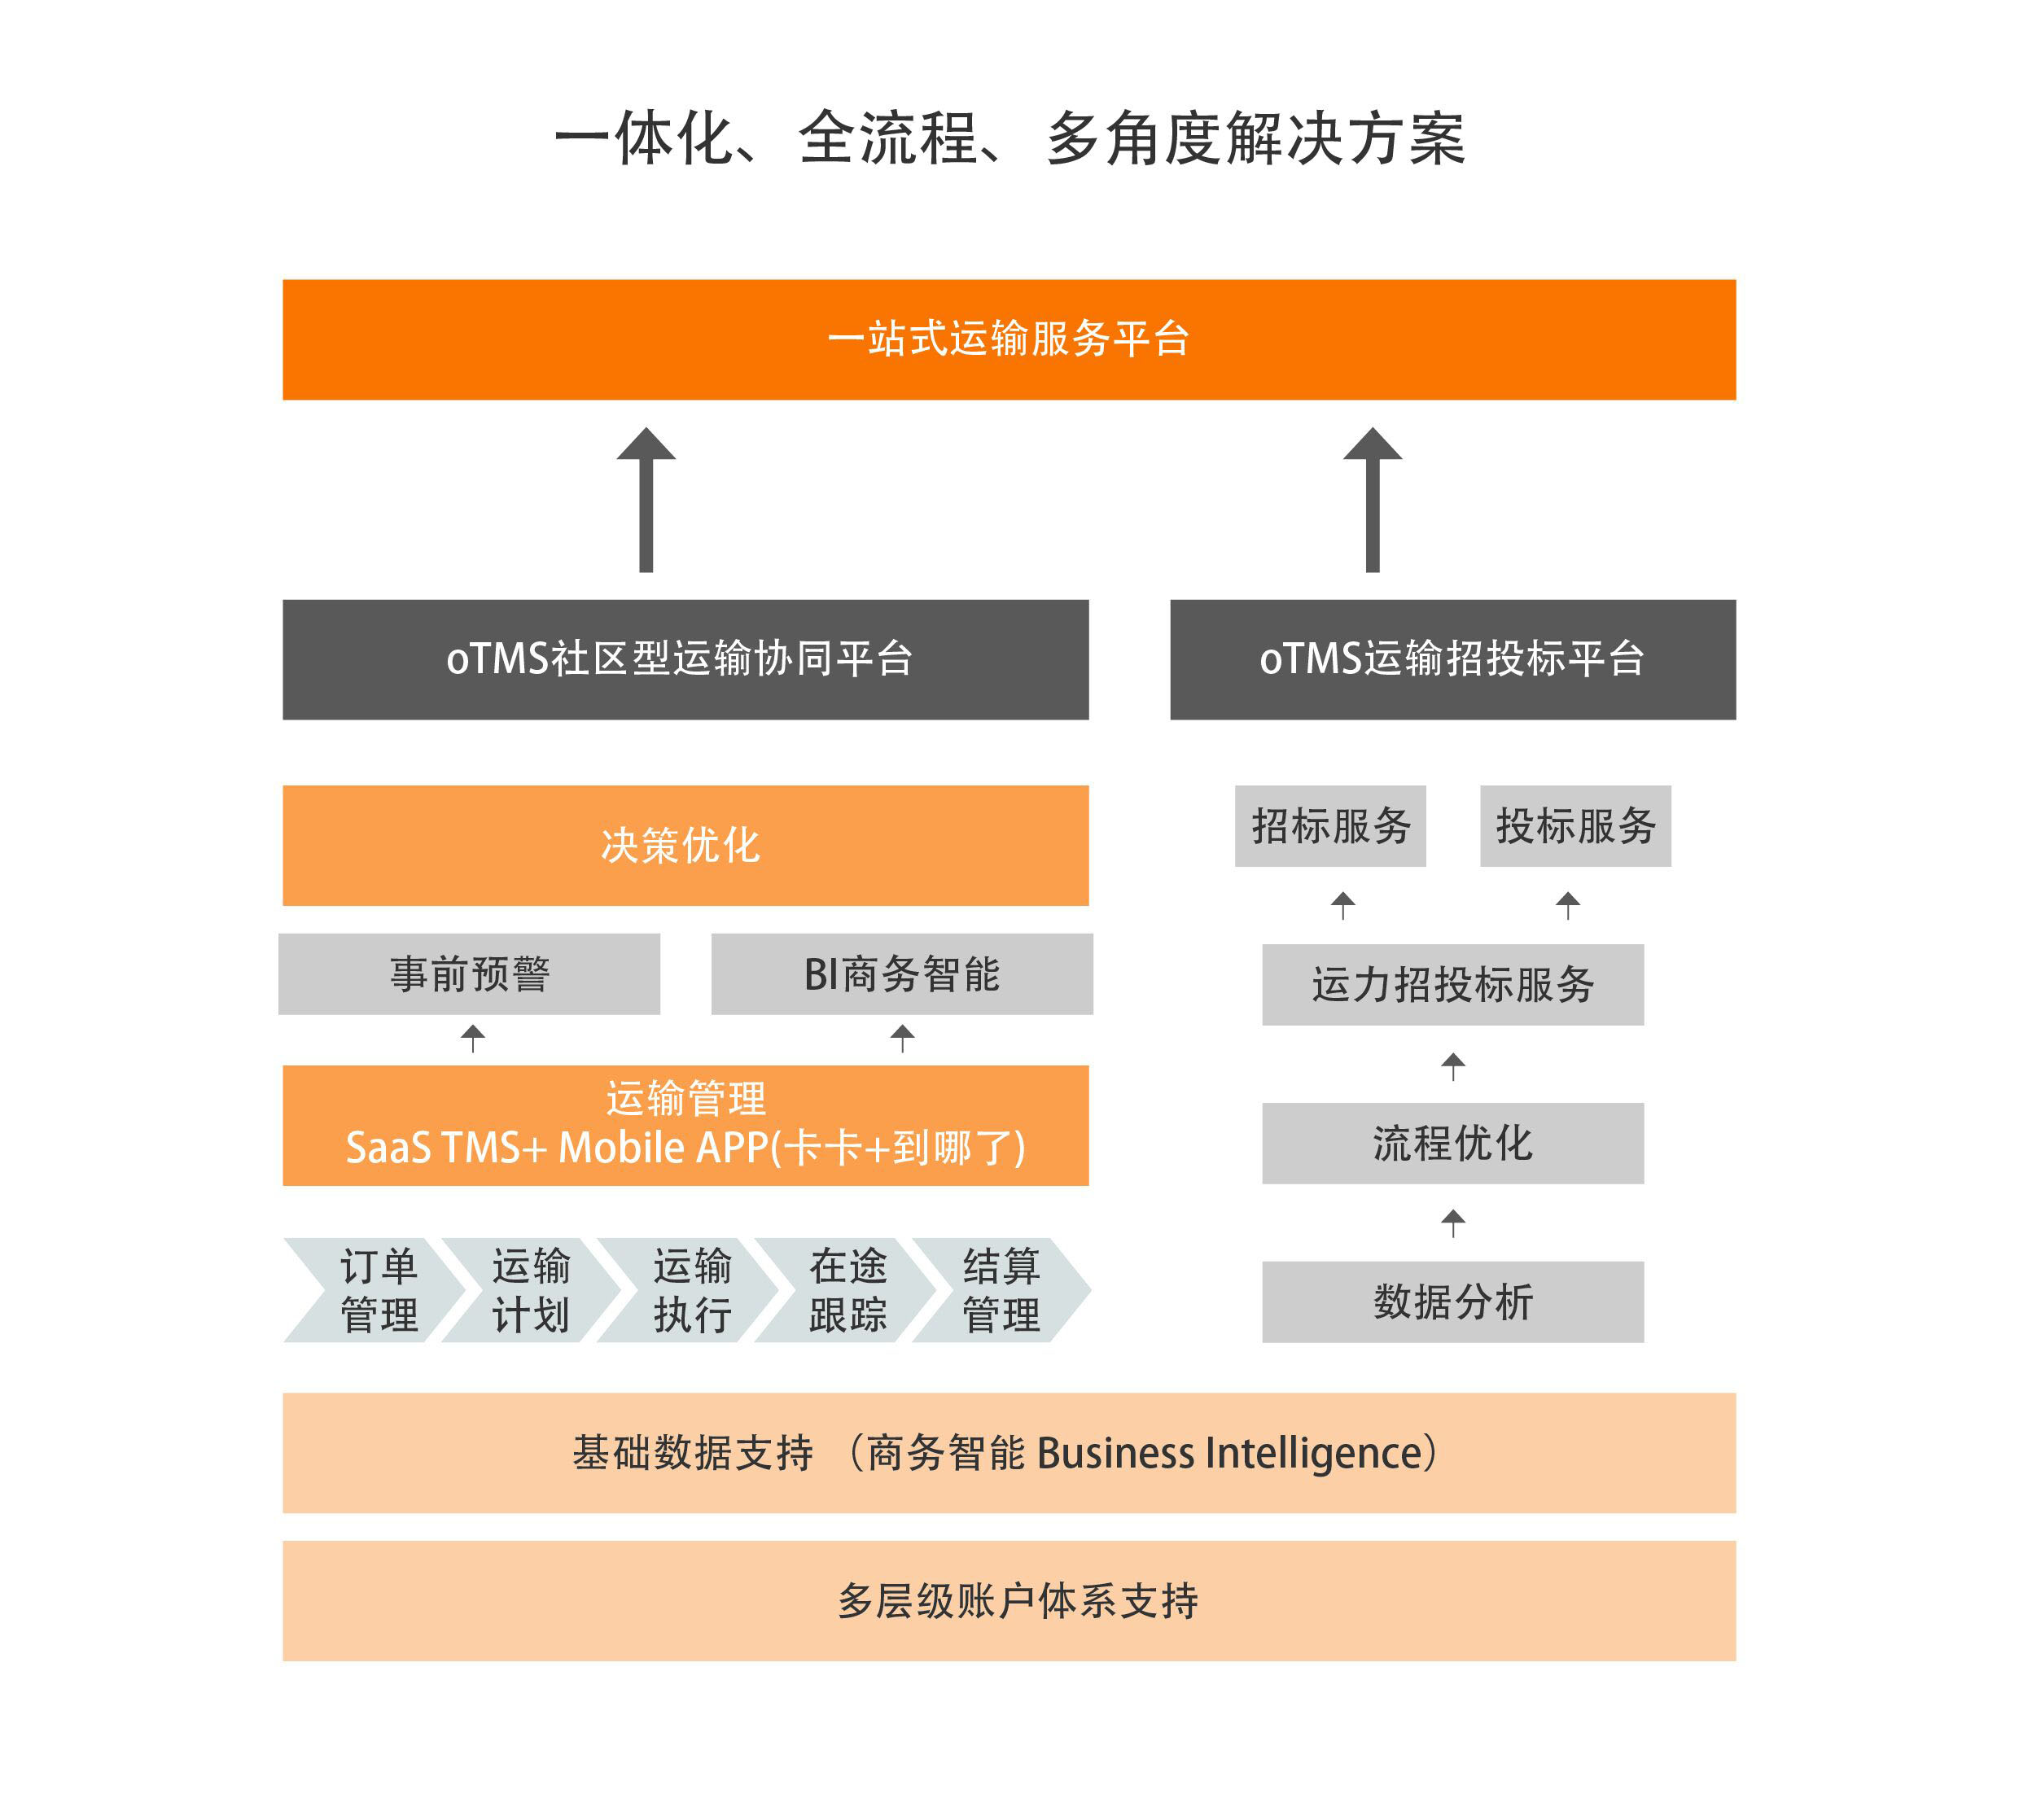 一体化、全流程、多角度解决方案
一站式运输服务平台
oTMS社区型运输协同平台
oTMS运输招投标平台
决策优化
事前预警
BI商务智能
运输管理
SaaS TMS+ Mobile APP(卡卡+到哪了)
订单
管理
运输
计划
运输
执行
在途
跟踪
结算
管理
招标服务
投标服务
运力招投标服务
流程优化
数据分析
基础数据支持 （商务智能 Business Intelligence）
多层级账户体系支持